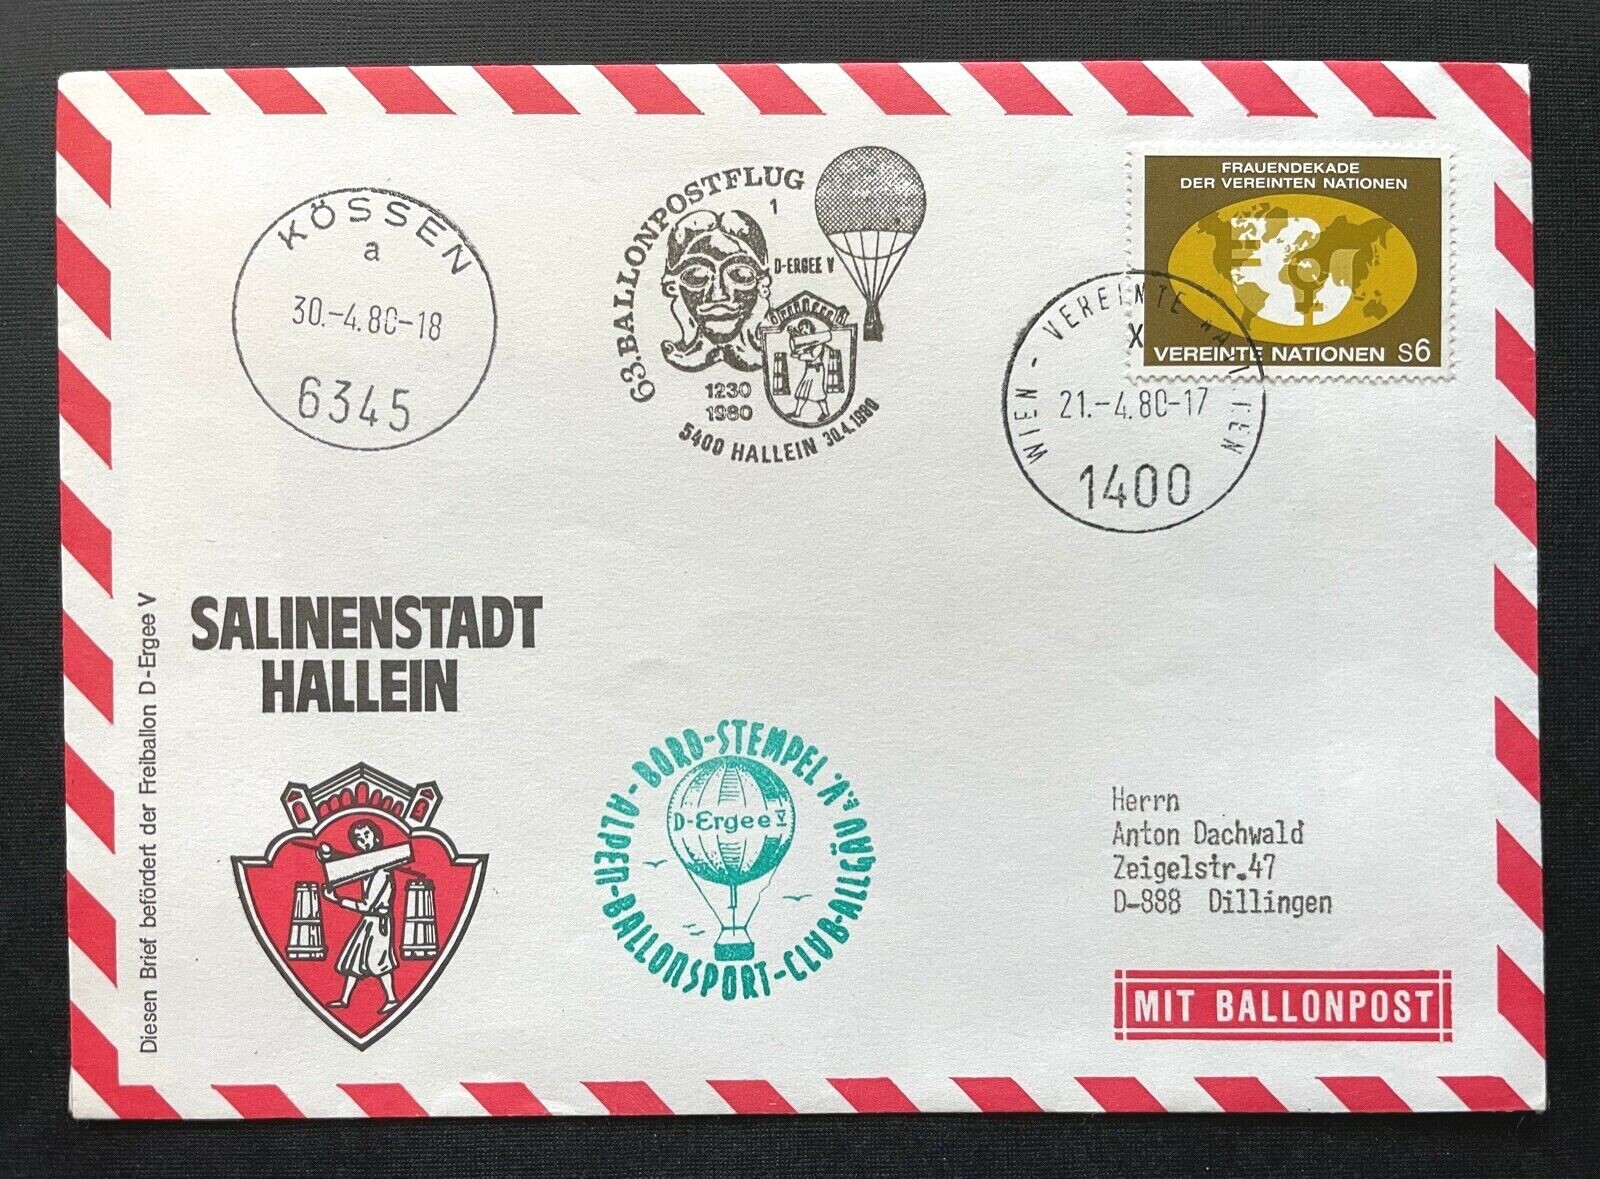 KÖSSEN
a
30.-4.80-18
6345
63.BALLONPOSTFLUG
1
D-ERGEE V
1230
1980
5400 HALLEIN 30.4.1980
FRAUENDEKADE
DER VEREINTEN NATIONEN
VEREINTE NATIONEN s6
WIEN - VEREINTE NATIONEN
X
21.-4.80-17
1400
Diesen Brief befördert der Freiballon D-Ergee V
SALINENSTADT
HALLEIN
BORD-STEMPEL "A"
ALPEN-BALLONSPORT-CLUB-ALLGÄU
D-Ergee V
Herrn
Anton Dachwald
Zeigelstr.47
D-888 Dillingen
MIT BALLONPOST